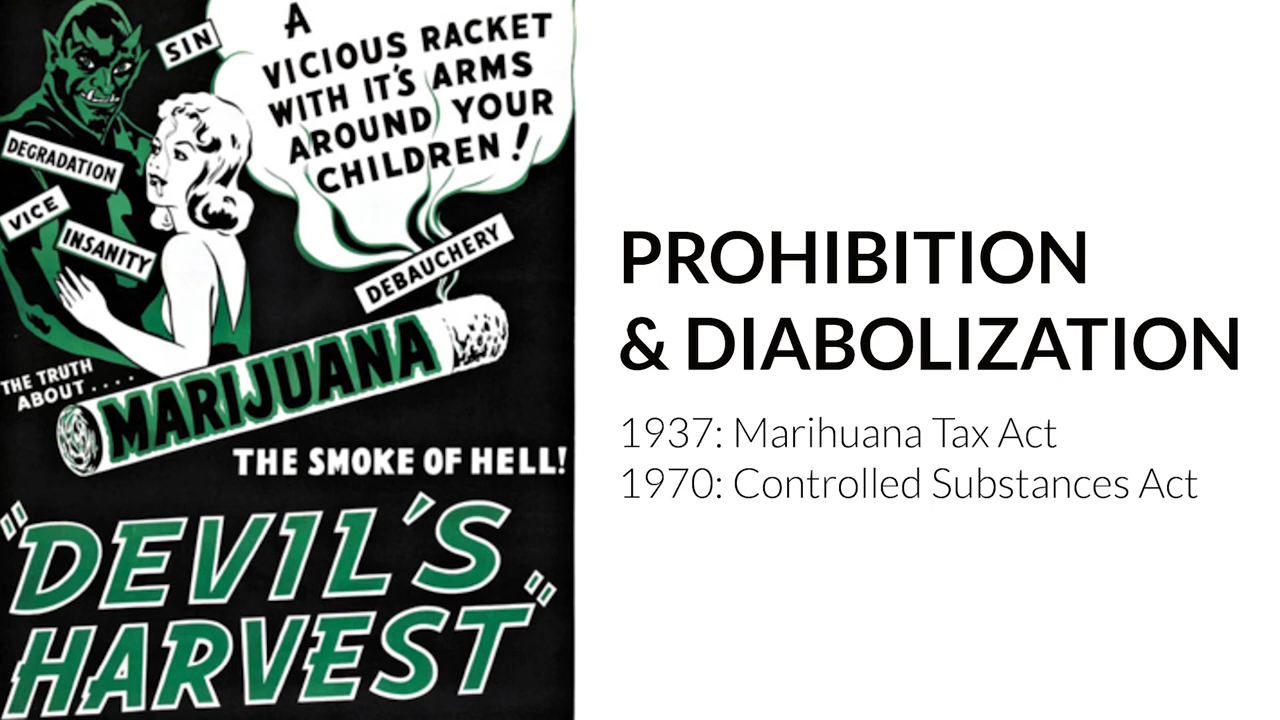 SIN
A
VICIOUS RACKET
WITH IT'S ARMS
AROUND YOUR
CHILDREN!
DEGRADATION
VICE
INSANITY
DEBAUCHERY
THE TRUTH
ABOUT....
MARIJUANA
THE SMOKE OF HELL!
"DEVIL'S
HARVEST"
PROHIBITION
& DIABOLIZATION
1937: Marihuana Tax Act
1970: Controlled Substances Act